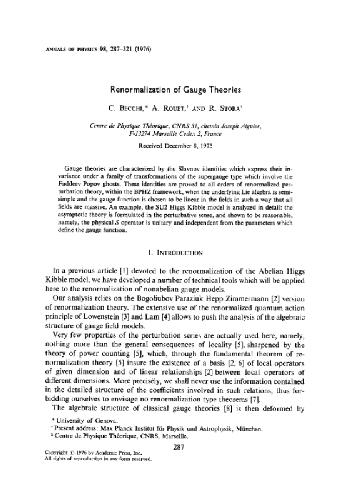 ANNALS OF PHYSICS 98, 287–321 (1976)
Renormalization of Gauge Theories
C. BECCHI,* A. ROUET,† AND R. STORA‡
Centre de Physique Théorique, CNRS 31, chemin Joseph Aiguier,
F-13274 Marseille Cedex 2, France
Received December 8, 1975
Gauge theories are characterized by the Slavnov identities which express their in-
variance under a family of transformations of the supergauge type which involve the
Faddeev Popov ghosts. These identities are proved to all orders of renormalized per-
turbation theory, within the BPHZ framework, when the underlying Lie algebra is semi-
simple and the gauge function is chosen to be linear in the fields in such a way that all
fields are massive. An example, the SU2 Higgs Kibble model is analyzed in detail: the
asymptotic theory is formulated in the perturbative sense, and shown to be reasonable,
namely, the physical S operator is unitary and independent from the parameters which
define the gauge function.
1. INTRODUCTION
In a previous article [1] devoted to the renormalization of the Abelian Higgs
Kibble model, we have developed a number of technical tools which will be applied
here to the renormalization of nonabelian gauge models.
Our analysis relies on the Bogoliubov Parasiuk Hepp Zimmermann [2] version
of renormalization theory. The extensive use of the renormalized quantum action
principle of Lowenstein [3] and Lam [4] allows to push the analysis of the algebraic
structure of gauge field models.
Very few properties of the perturbation series are actually used here, namely,
nothing more than the general consequences of locality [5], sharpened by the
theory of power counting [5], which, through the fundamental theorem of re-
normalization theory [5] insure the existence of a basis [2, 6] of local operators
of given dimension and of linear relationships [2] between local operators of
different dimensions. More precisely, we shall never use the information contained
in the detailed structure of the coefficients involved in such relations, thus for-
bidding ourselves to envisage no renormalization type theorems [7].
The algebraic structure of classical gauge theories [8] is then deformed by
* University of Genova.
† Present address: Max Planck Institut für Physik und Astrophysik, München.
‡ Centre de Physique Théorique, CNRS, Marseille.
287
Copyright © 1976 by Academic Press, Inc.
All rights of reproduction in any form reserved.